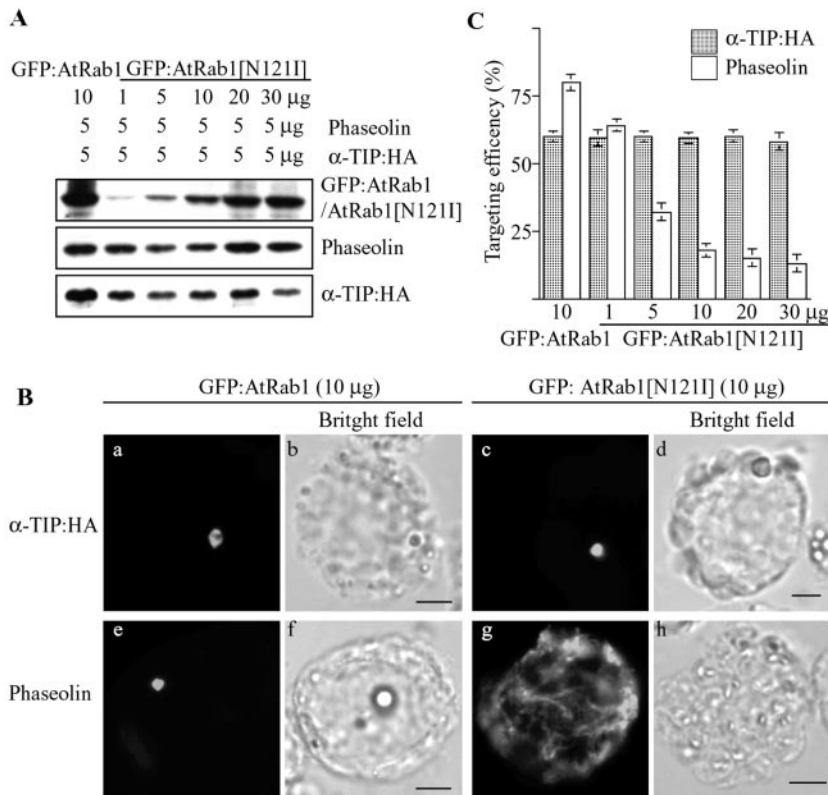 A
GFP:AtRab1 GFP:AtRab1[N121I]
10 1 5 10 20 30 μg
5 5 5 5 5 5 μg Phaseolin
5 5 5 5 5 5 μg α-TIP:HA
GFP:AtRab1
/AtRab1[N121I]
Phaseolin
α-TIP:HA
C
α-TIP:HA
Phaseolin
Targeting efficency (%)
75
50
25
10 1 5 10 20 30 μg
GFP:AtRab1 GFP:AtRab1[N121I]
B
GFP:AtRab1 (10 μg) GFP: AtRab1[N121I] (10 μg)
Britght field Britght field
a b c d
α-TIP:HA
e f g h
Phaseolin